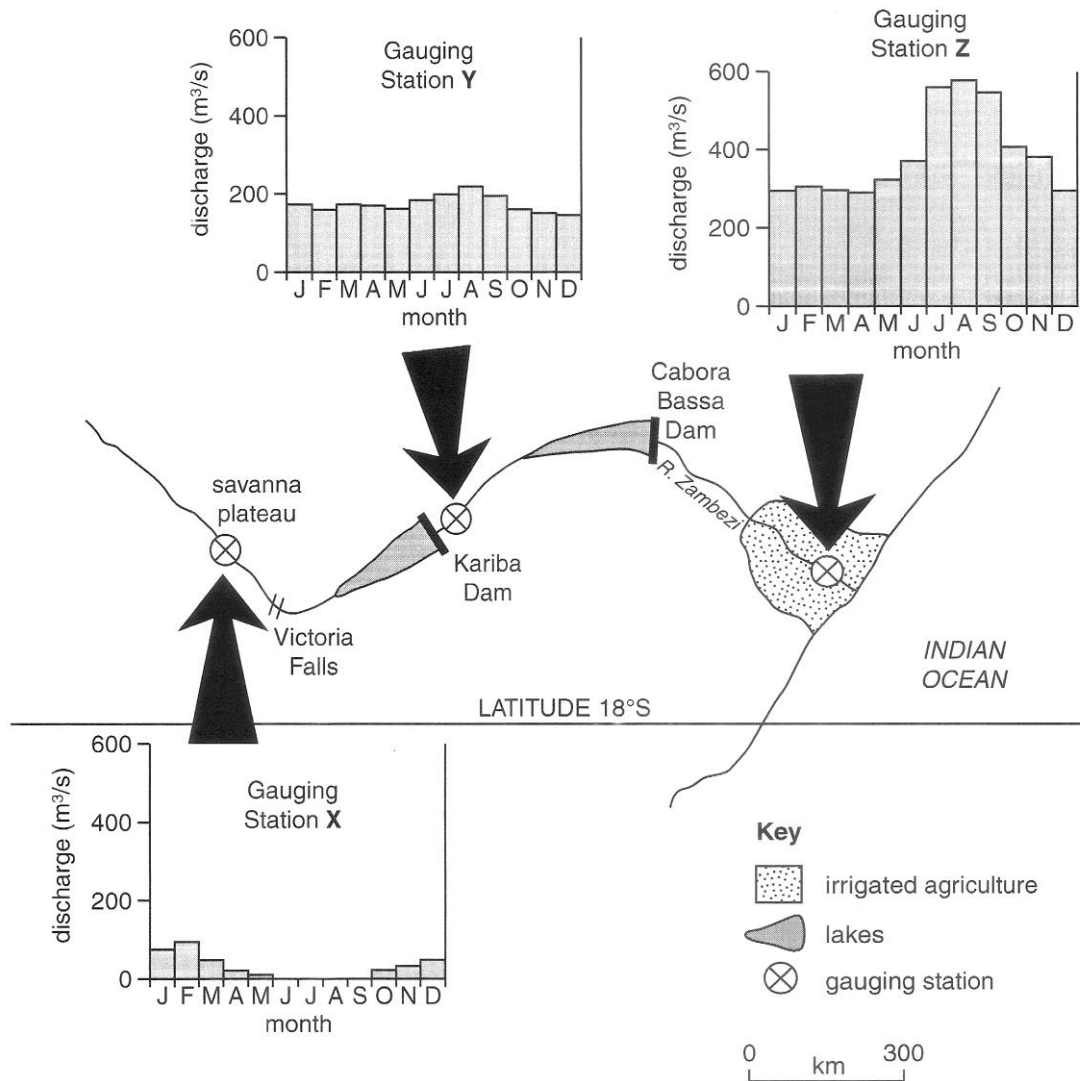 Gauging
Station Y
discharge (m³/s)
600
400
200
0
J F M A M J J A S O N D
month
Gauging
Station Z
discharge (m³/s)
600
400
200
0
J F M A M J J A S O N D
month
Cabora
Bassa
Dam
R. Zambezi
savanna
plateau
Kariba
Dam
Victoria
Falls
INDIAN
OCEAN
LATITUDE 18°S
Gauging
Station X
discharge (m³/s)
600
400
200
0
J F M A M J J A S O N D
month
Key
irrigated agriculture
lakes
gauging station
0 300
km